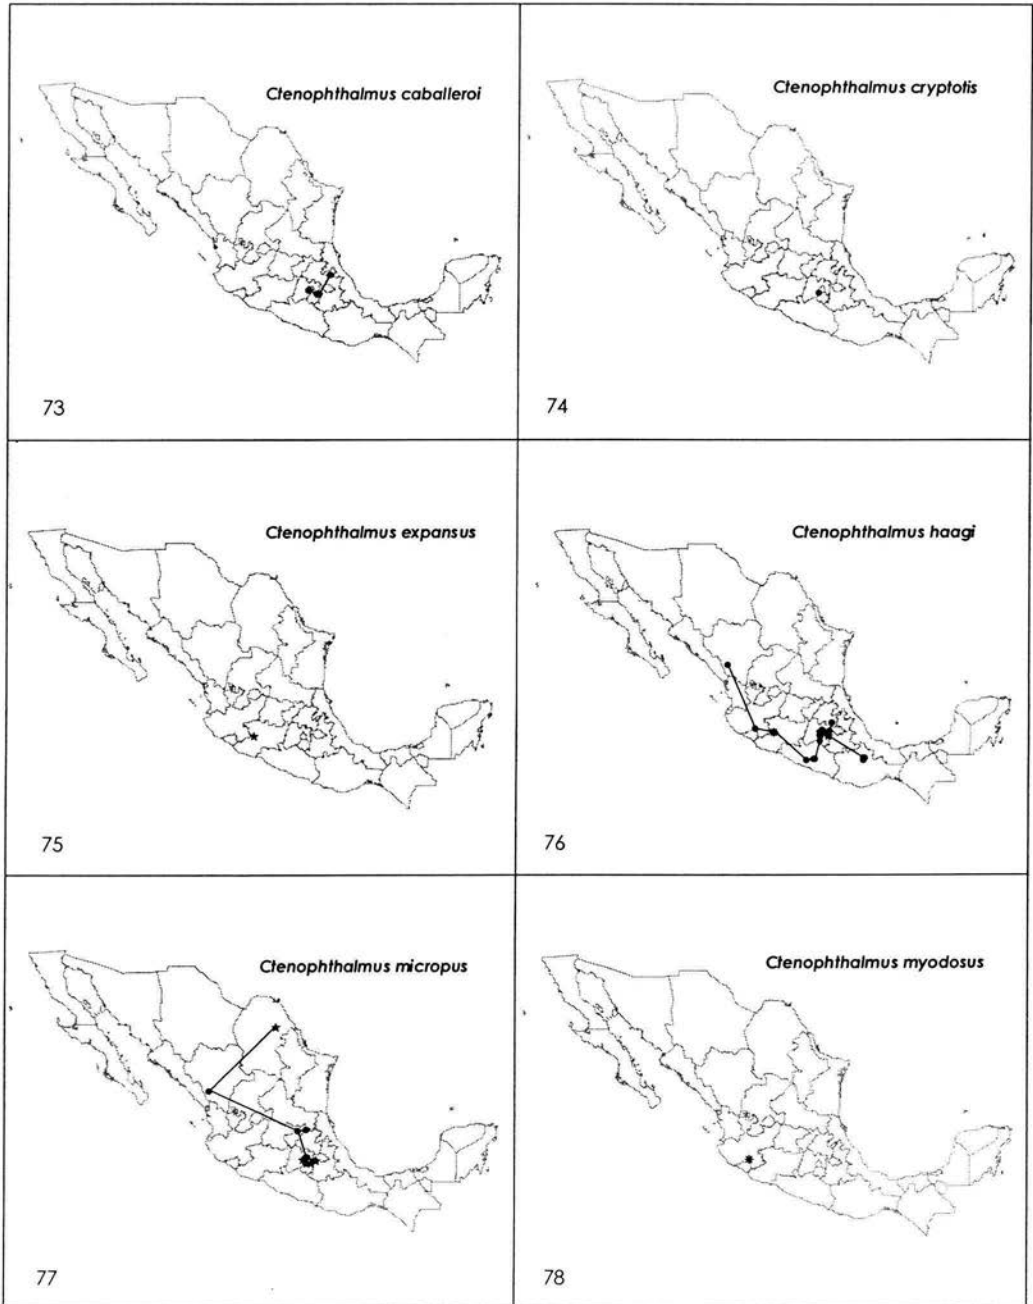 Ctenophthalmus caballeroi
73
Ctenophthalmus cryptotis
74
Ctenophthalmus expansus
75
Ctenophthalmus haagi
76
Ctenophthalmus micropus
77
Ctenophthalmus myodosus
78